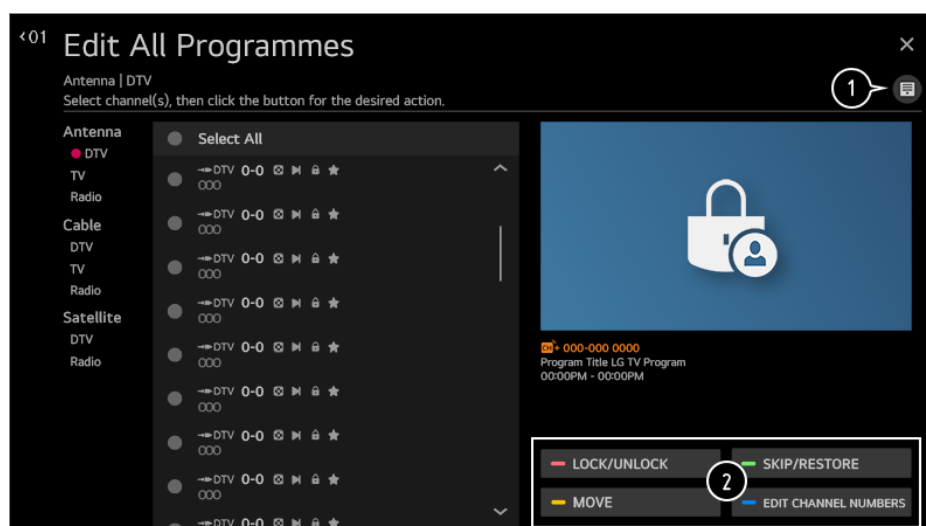 ‹01 Edit All Programmes
Antenna | DTV
Select channel(s), then click the button for the desired action.
1
Antenna
DTV
TV
Radio
Cable
DTV
TV
Radio
Satellite
DTV
Radio
Select All
DTV 0-0
000
DTV 0-0
000
DTV 0-0
000
DTV 0-0
000
DTV 0-0
000
DTV 0-0
000
DTV 0-0
000
DTV 0-0
000
DTV 0-0
CH+ 000-000 0000
Program Title LG TV Program
00:00PM - 00:00PM
LOCK/UNLOCK
SKIP/RESTORE
2
MOVE
EDIT CHANNEL NUMBERS